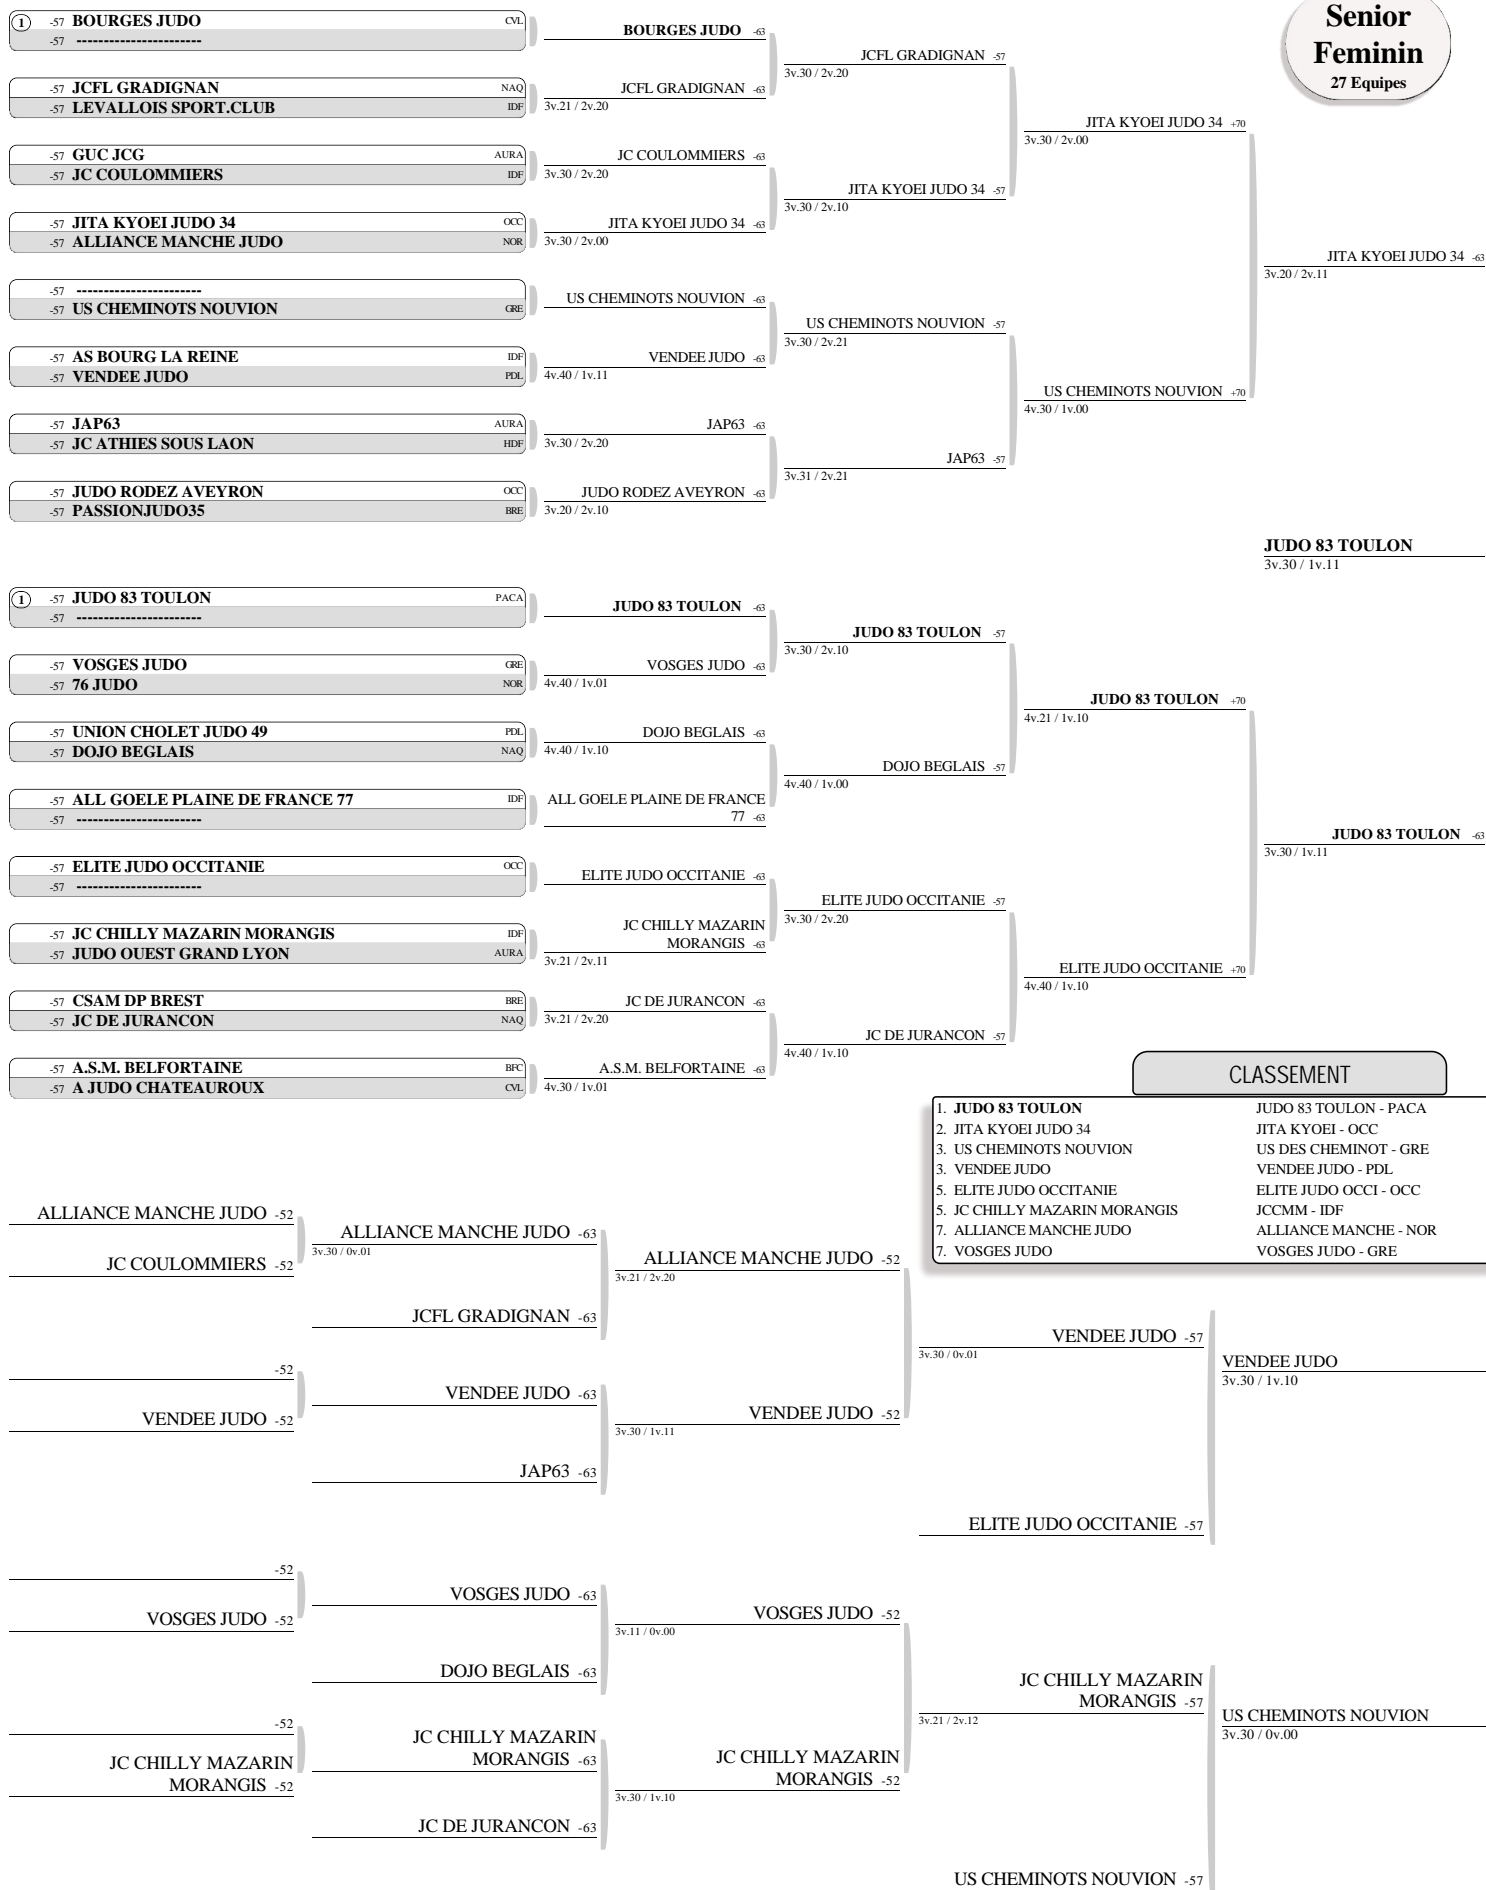 Senior
Feminin
27 Equipes
1 -57 BOURGES JUDO CVL
-57 -----------------------
-57 JCFL GRADIGNAN NAQ
-57 LEVALLOIS SPORT.CLUB IDF
-57 GUC JCG AURA
-57 JC COULOMMIERS IDF
-57 JITA KYOEI JUDO 34 OCC
-57 ALLIANCE MANCHE JUDO NOR
-57 -----------------------
-57 US CHEMINOTS NOUVION GRE
-57 AS BOURG LA REINE IDF
-57 VENDEE JUDO PDL
-57 JAP63 AURA
-57 JC ATHIES SOUS LAON HDF
-57 JUDO RODEZ AVEYRON OCC
-57 PASSIONJUDO35 BRE
BOURGES JUDO -63
JCFL GRADIGNAN -63
3v.21 / 2v.20
JC COULOMMIERS -63
3v.30 / 2v.20
JITA KYOEI JUDO 34 -63
3v.30 / 2v.00
US CHEMINOTS NOUVION -63
VENDEE JUDO -63
4v.40 / 1v.11
JAP63 -63
3v.30 / 2v.20
JUDO RODEZ AVEYRON -63
3v.20 / 2v.10
JCFL GRADIGNAN -57
3v.30 / 2v.20
JITA KYOEI JUDO 34 -57
3v.30 / 2v.10
US CHEMINOTS NOUVION -57
3v.30 / 2v.21
JAP63 -57
3v.31 / 2v.21
JITA KYOEI JUDO 34 +70
3v.30 / 2v.00
US CHEMINOTS NOUVION +70
4v.30 / 1v.00
JITA KYOEI JUDO 34 -63
3v.20 / 2v.11
JUDO 83 TOULON
3v.30 / 1v.11
1 -57 JUDO 83 TOULON PACA
-57 -----------------------
-57 VOSGES JUDO GRE
-57 76 JUDO NOR
-57 UNION CHOLET JUDO 49 PDL
-57 DOJO BEGLAIS NAQ
-57 ALL GOELE PLAINE DE FRANCE 77 IDF
-57 -----------------------
-57 ELITE JUDO OCCITANIE OCC
-57 -----------------------
-57 JC CHILLY MAZARIN MORANGIS IDF
-57 JUDO OUEST GRAND LYON AURA
-57 CSAM DP BREST BRE
-57 JC DE JURANCON NAQ
-57 A.S.M. BELFORTAINE BFC
-57 A JUDO CHATEAUROUX CVL
JUDO 83 TOULON -63
VOSGES JUDO -63
4v.40 / 1v.01
DOJO BEGLAIS -63
4v.40 / 1v.10
ALL GOELE PLAINE DE FRANCE
77 -63
ELITE JUDO OCCITANIE -63
JC CHILLY MAZARIN
MORANGIS -63
3v.21 / 2v.11
JC DE JURANCON -63
3v.21 / 2v.20
A.S.M. BELFORTAINE -63
4v.30 / 1v.01
JUDO 83 TOULON -57
3v.30 / 2v.10
DOJO BEGLAIS -57
4v.40 / 1v.00
ELITE JUDO OCCITANIE -57
3v.30 / 2v.20
JC DE JURANCON -57
4v.40 / 1v.10
JUDO 83 TOULON +70
4v.21 / 1v.10
ELITE JUDO OCCITANIE +70
4v.40 / 1v.10
JUDO 83 TOULON -63
3v.30 / 1v.11
CLASSEMENT
1. JUDO 83 TOULON JUDO 83 TOULON - PACA
2. JITA KYOEI JUDO 34 JITA KYOEI - OCC
3. US CHEMINOTS NOUVION US DES CHEMINOT - GRE
3. VENDEE JUDO VENDEE JUDO - PDL
5. ELITE JUDO OCCITANIE ELITE JUDO OCCI - OCC
5. JC CHILLY MAZARIN MORANGIS JCCMM - IDF
7. ALLIANCE MANCHE JUDO ALLIANCE MANCHE - NOR
7. VOSGES JUDO VOSGES JUDO - GRE
ALLIANCE MANCHE JUDO -52
JC COULOMMIERS -52
-52
VENDEE JUDO -52
-52
VOSGES JUDO -52
-52
JC CHILLY MAZARIN
MORANGIS -52
ALLIANCE MANCHE JUDO -63
3v.30 / 0v.01
JCFL GRADIGNAN -63
VENDEE JUDO -63
JAP63 -63
VOSGES JUDO -63
DOJO BEGLAIS -63
JC CHILLY MAZARIN
MORANGIS -63
JC DE JURANCON -63
ALLIANCE MANCHE JUDO -52
3v.21 / 2v.20
VENDEE JUDO -52
3v.30 / 1v.11
VOSGES JUDO -52
3v.11 / 0v.00
JC CHILLY MAZARIN
MORANGIS -52
3v.30 / 1v.10
VENDEE JUDO -57
3v.30 / 0v.01
ELITE JUDO OCCITANIE -57
JC CHILLY MAZARIN
MORANGIS -57
3v.21 / 2v.12
US CHEMINOTS NOUVION -57
VENDEE JUDO
3v.30 / 1v.10
US CHEMINOTS NOUVION
3v.30 / 0v.00